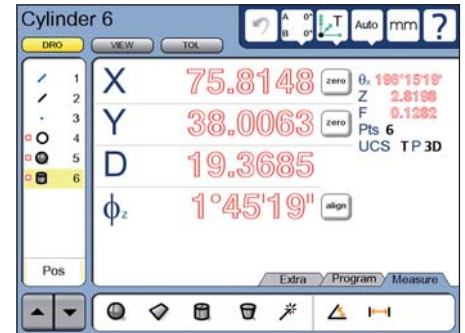 Cylinder 6
DRO VIEW TOL
A 0°
B 0°
T
Auto
mm
?
1
2
3
4
5
6
Pos
X 75.8148 zero
Y 38.0063 zero
D 19.3685
ϕz 1°45'19" align
θx 196°15'19"
Z 2.8198
F 0.1282
Pts 6
UCS T P 3D
Extra Program Measure